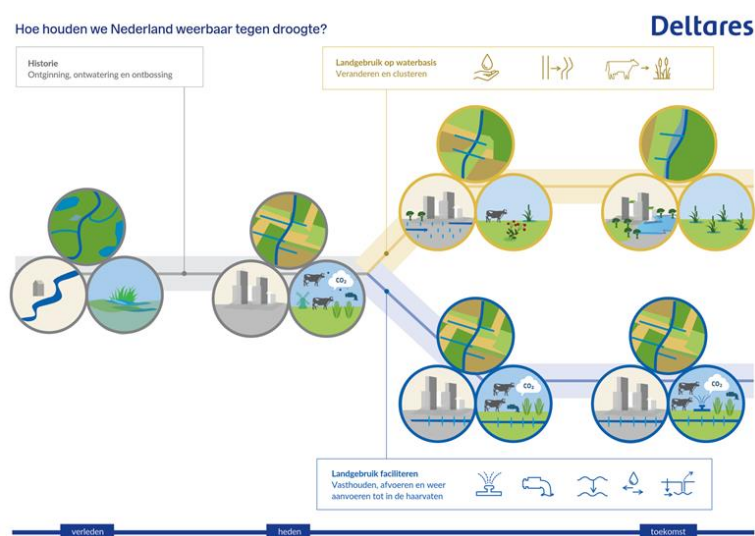 Hoe houden we Nederland weerbaar tegen droogte?
Deltares
Historie
Ontginning, ontwatering en ontbossing
Landgebruik op waterbasis
Veranderen en clusteren
CO₂
CO₂
CO₂
Landgebruik faciliteren
Vasthouden, afvoeren en weer
aanvoeren tot in de haarvaten
verleden
heden
toekomst